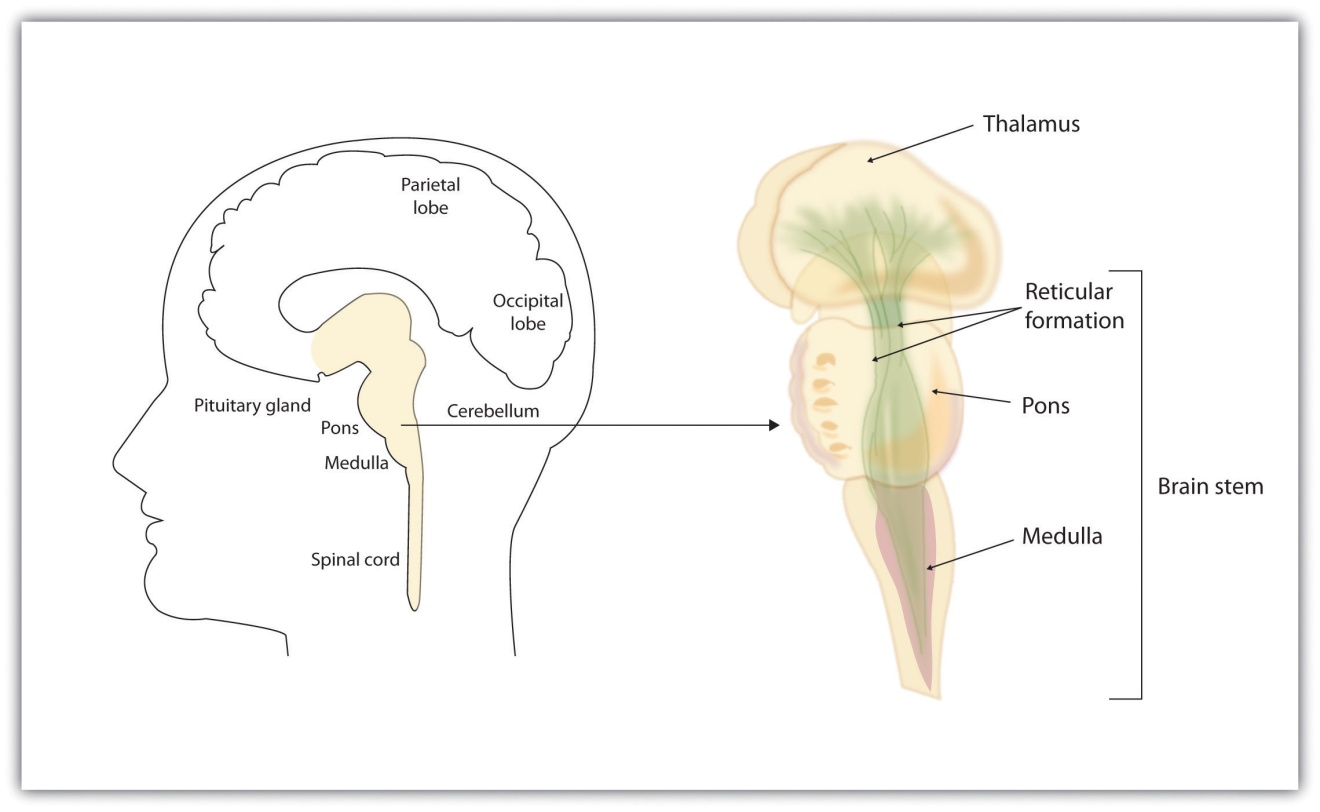 Parietal
lobe
Occipital
lobe
Pituitary gland
Cerebellum
Pons
Medulla
Spinal cord
Thalamus
Reticular
formation
Pons
Brain stem
Medulla